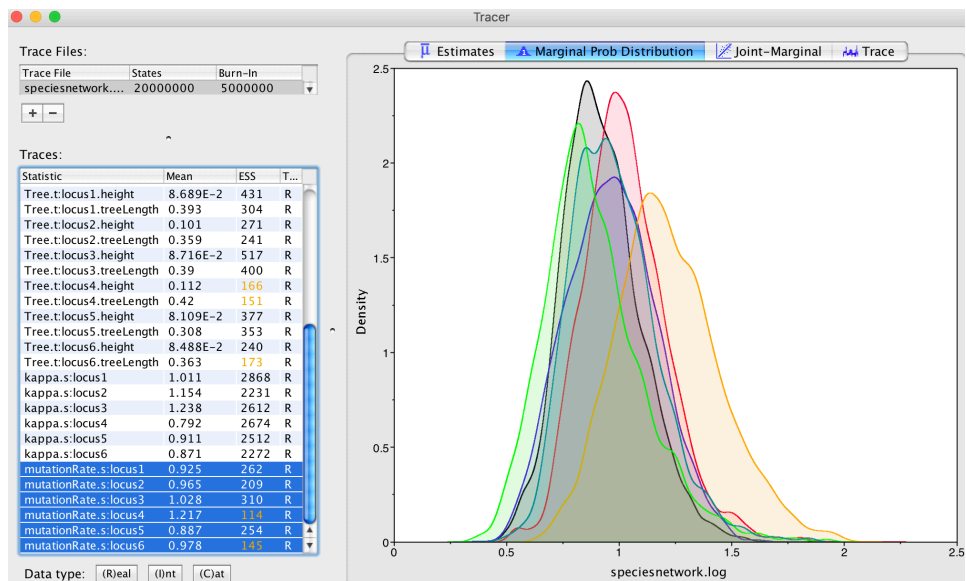 Tracer
Trace Files:
Trace File States Burn-In
speciesnetwork.... 20000000 5000000
+ −
Traces:
Statistic Mean ESS T...
Tree.t:locus1.height 8.689E-2 431 R
Tree.t:locus1.treeLength 0.393 304 R
Tree.t:locus2.height 0.101 271 R
Tree.t:locus2.treeLength 0.359 241 R
Tree.t:locus3.height 8.716E-2 517 R
Tree.t:locus3.treeLength 0.39 400 R
Tree.t:locus4.height 0.112 166 R
Tree.t:locus4.treeLength 0.42 151 R
Tree.t:locus5.height 8.109E-2 377 R
Tree.t:locus5.treeLength 0.308 353 R
Tree.t:locus6.height 8.488E-2 240 R
Tree.t:locus6.treeLength 0.363 173 R
kappa.s:locus1 1.011 2868 R
kappa.s:locus2 1.154 2231 R
kappa.s:locus3 1.238 2612 R
kappa.s:locus4 0.792 2674 R
kappa.s:locus5 0.911 2512 R
kappa.s:locus6 0.871 2272 R
mutationRate.s:locus1 0.925 262 R
mutationRate.s:locus2 0.965 209 R
mutationRate.s:locus3 1.028 310 R
mutationRate.s:locus4 1.217 114 R
mutationRate.s:locus5 0.887 254 R
mutationRate.s:locus6 0.978 145 R
Data type: (R)eal (I)nt (C)at
μ Estimates Marginal Prob Distribution Joint-Marginal Trace
2.5
2
1.5
1
0.5
0
Density
0 0.5 1 1.5 2 2.5
speciesnetwork.log